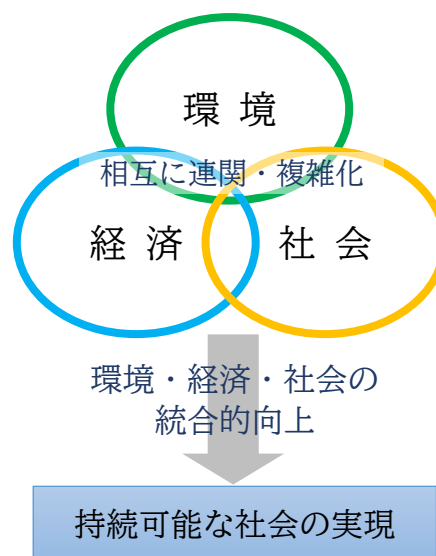 環 境
相互に連関・複雑化
経 済
社 会
環境・経済・社会の
統合的向上
持続可能な社会の実現